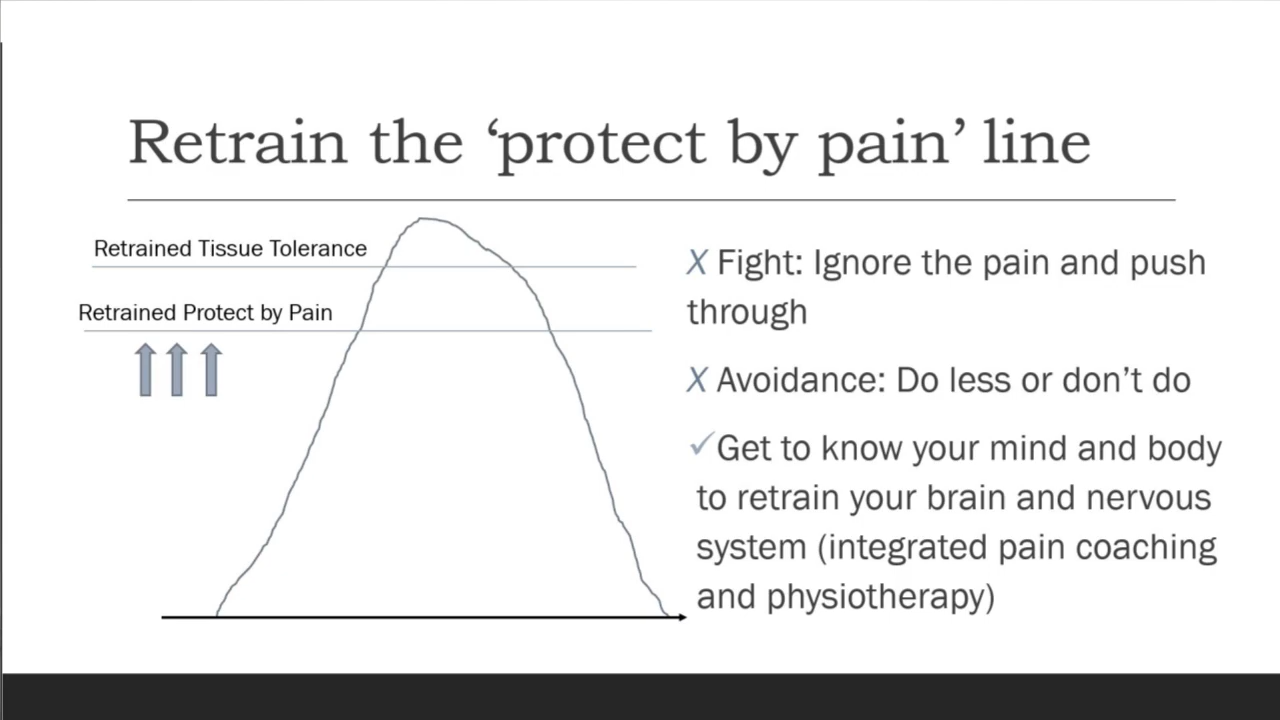 Retrain the ‘protect by pain’ line
Retrained Tissue Tolerance
Retrained Protect by Pain
X Fight: Ignore the pain and push
through
X Avoidance: Do less or don’t do
✓Get to know your mind and body
to retrain your brain and nervous
system (integrated pain coaching
and physiotherapy)